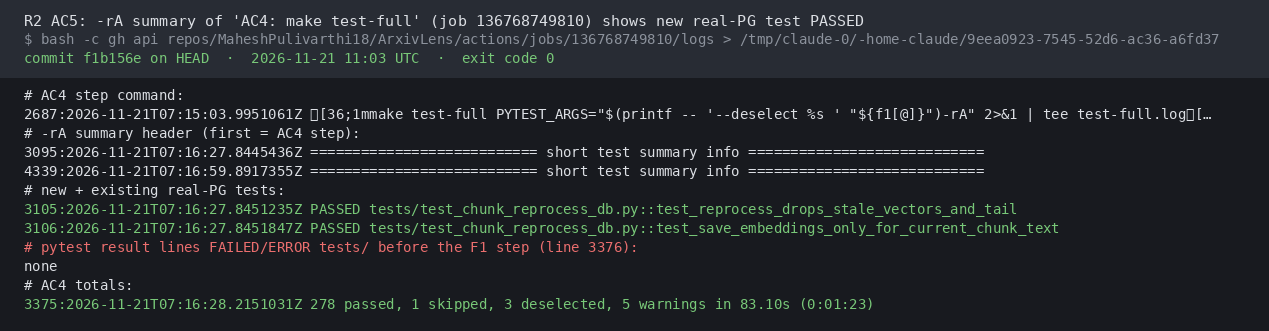 R2 AC5: -rA summary of 'AC4: make test-full' (job 136768749810) shows new real-PG test PASSED
$ bash -c gh api repos/MaheshPulivarthi18/ArxivLens/actions/jobs/136768749810/logs > /tmp/claude-0/-home-claude/9eea0923-7545-52d6-ac36-a6fd37
commit f1b156e on HEAD · 2026-11-21 11:03 UTC · exit code 0
# AC4 step command:
2687:2026-11-21T07:15:03.9951061Z ▯[36;1mmake test-full PYTEST_ARGS="$(printf -- '--deselect %s ' "${f1[@]}")-rA" 2>&1 | tee test-full.log▯[…
# -rA summary header (first = AC4 step):
3095:2026-11-21T07:16:27.8445436Z =========================== short test summary info ============================
4339:2026-11-21T07:16:59.8917355Z =========================== short test summary info ============================
# new + existing real-PG tests:
3105:2026-11-21T07:16:27.8451235Z PASSED tests/test_chunk_reprocess_db.py::test_reprocess_drops_stale_vectors_and_tail
3106:2026-11-21T07:16:27.8451847Z PASSED tests/test_chunk_reprocess_db.py::test_save_embeddings_only_for_current_chunk_text
# pytest result lines FAILED/ERROR tests/ before the F1 step (line 3376):
none
# AC4 totals:
3375:2026-11-21T07:16:28.2151031Z 278 passed, 1 skipped, 3 deselected, 5 warnings in 83.10s (0:01:23)